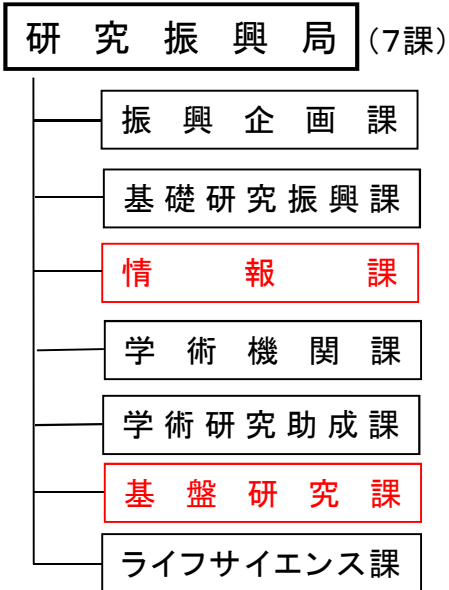 研究振興局（7課）
振興企画課
基礎研究振興課
情報課
学術機関課
学術研究助成課
基盤研究課
ライフサイエンス課